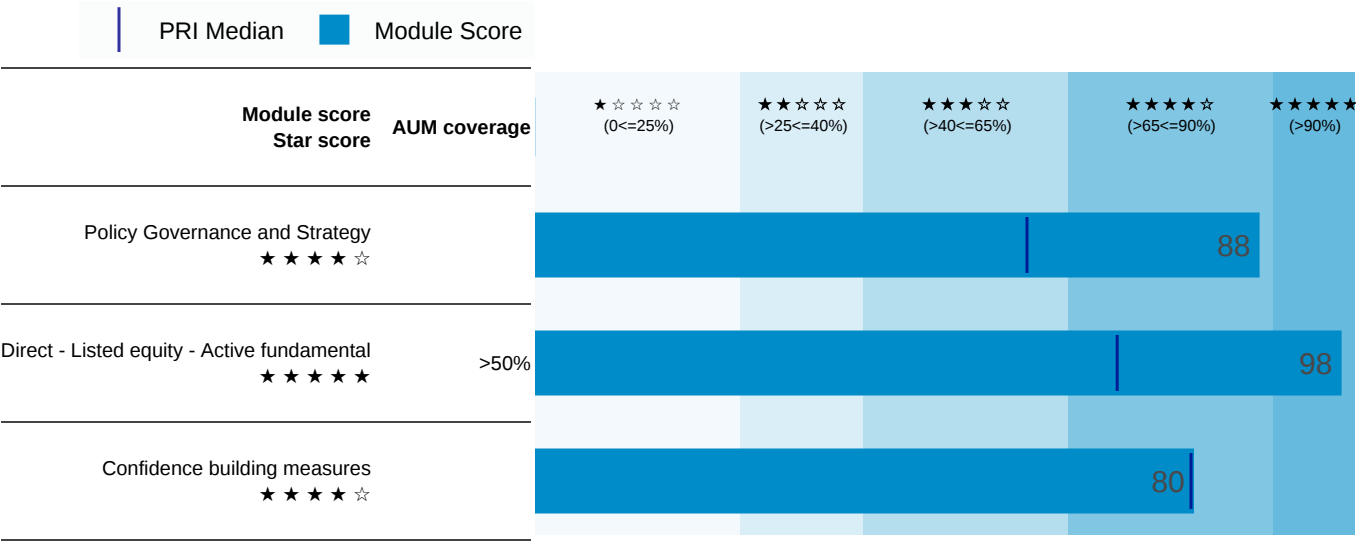 PRI Median Module Score
Module score
Star score
AUM coverage
★☆☆☆☆
(0<=25%)
★★☆☆☆
(>25<=40%)
★★★☆☆
(>40<=65%)
★★★★☆
(>65<=90%)
★★★★★
(>90%)
Policy Governance and Strategy
★★★★☆
88
Direct - Listed equity - Active fundamental
★★★★★
>50%
98
Confidence building measures
★★★★☆
80